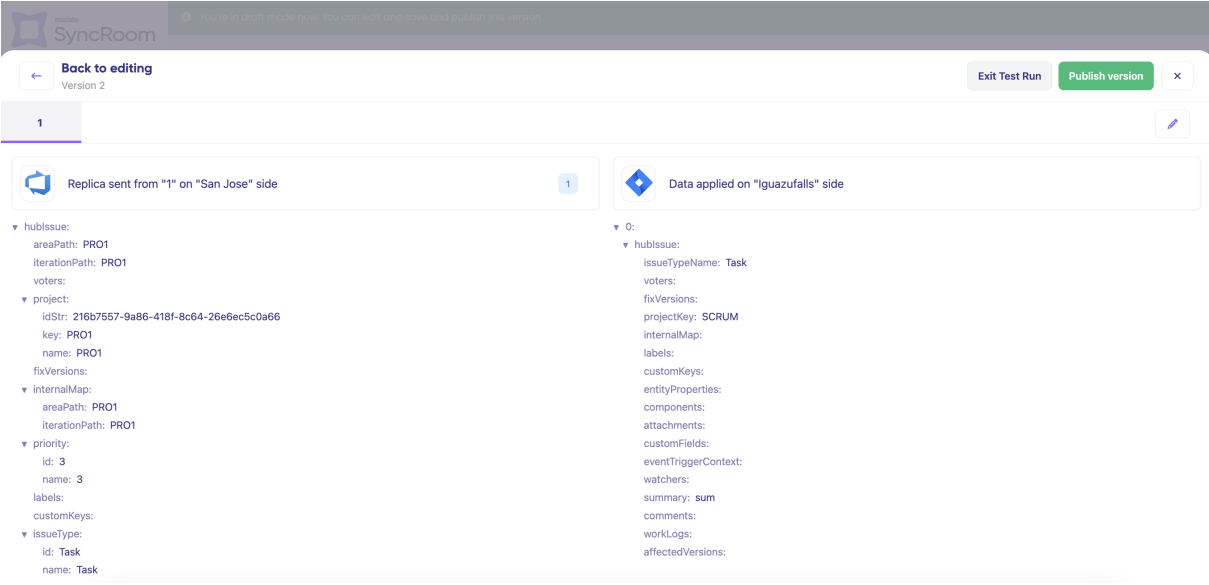 exalate
SyncRoom
You're in draft mode now. You can edit and save and publish this version.
Back to editing
Version 2
Exit Test Run
Publish version
1
Replica sent from "1" on "San Jose" side
1
Data applied on "Iguazufalls" side
hubIssue:
areaPath: PRO1
iterationPath: PRO1
voters:
project:
idStr: 216b7557-9a86-418f-8c64-26e6ec5c0a66
key: PRO1
name: PRO1
fixVersions:
internalMap:
areaPath: PRO1
iterationPath: PRO1
priority:
id: 3
name: 3
labels:
customKeys:
issueType:
id: Task
name: Task
0:
hubIssue:
issueTypeName: Task
voters:
fixVersions:
projectKey: SCRUM
internalMap:
labels:
customKeys:
entityProperties:
components:
attachments:
customFields:
eventTriggerContext:
watchers:
summary: sum
comments:
workLogs:
affectedVersions: